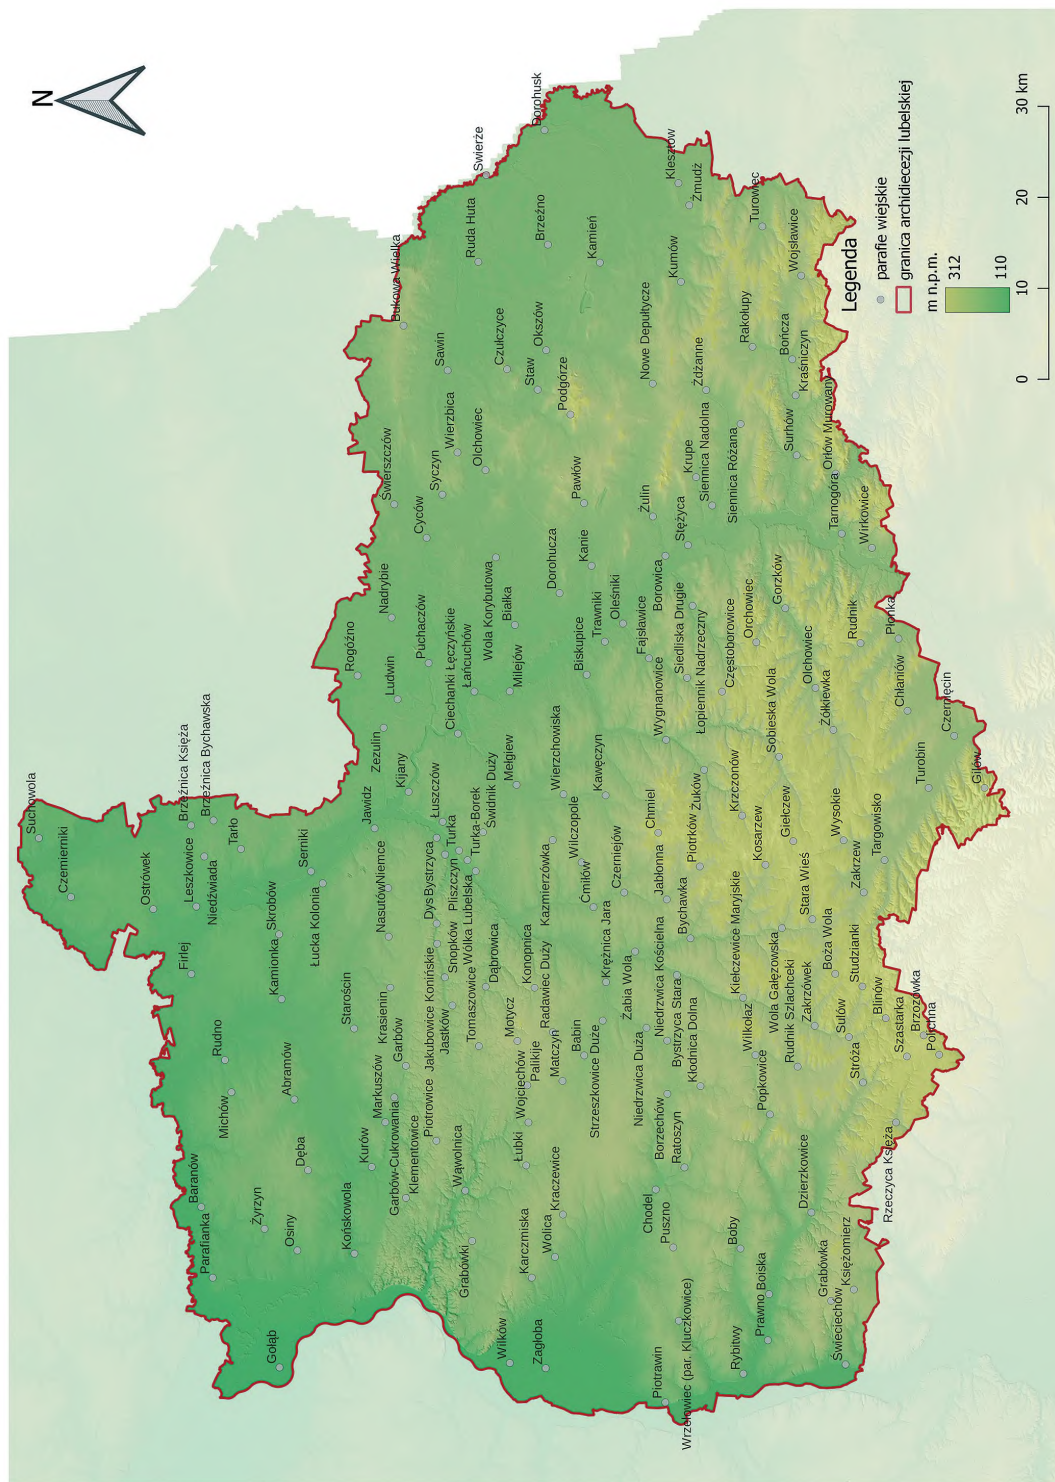 N
Suchowola
Czemierniki
Ostrówek
Brzeźnica Księża
Leszkowice
Brzeźnica Bychawska
Niedźwiada
Tarło
Firlej
Baranów
Parafianka
Rudno
Michów
Kamionka
Skrobów
Serniki
Łucka Kolonia
Abramów
Żyrzyn
Osiny
Dęba
Gołąb
Końskowola
Kurów
Starościn
Markuszów
Krasienin
Garbów
Garbów-Cukrownia
Klementowice
Nasutów
Niemce
Jawidz
Zezulin
Kijany
Rogóźno
Ludwin
Nadrybie
Puchaczów
Świerszczów
Cyców
Syczyn
Wierzbica
Bukowa Wielka
Sawin
Olchowiec
Ruda Huta
Świerże
Dorohusk
Brzeźno
Czułczyce
Okszów
Staw
Podgórze
Kamień
Pawłów
Dorohucza
Kanie
Trawniki
Oleśniki
Biskupice
Wola Korybutowa
Białka
Milejów
Łańcuchów
Ciechanki Łęczyńskie
Łuszczów
Dys
Bystrzyca
Pliszczyn
Turka
Turka-Borek
Świdnik Duży
Mełgiew
Wólka Lubelska
Snopków
Jakubowice Konińskie
Jastków
Tomaszowice
Dąbrowica
Piotrowice
Wąwolnica
Grabówki
Karczmiska
Wolica
Kraczewice
Łubki
Wojciechów
Palikije
Motycz
Matczyn
Radawiec Duży
Konopnica
Kazmierzówka
Wilczopole
Ćmiłów
Wierzchowiska
Kawęczyn
Czerniejów
Krężnica Jara
Babin
Strzeszkowice Duże
Żabia Wola
Niedrzwica Duża
Niedrzwica Kościelna
Bystrzyca Stara
Kłodnica Dolna
Borzechów
Ratoszyn
Chodel
Puszno
Wilków
Zagłoba
Piotrawin
Wrzelowiec (par. Kluczkowice)
Rybitwy
Prawno
Boiska
Boby
Grabówka
Świeciechów
Księżomierz
Dzierzkowice
Rzeczyca Księża
Popkowice
Wilkołaz
Rudnik Szlachecki
Zakrzówek
Wola Gałęzowska
Kiełczewice Maryjskie
Bychawka
Jabłonna
Chmiel
Piotrków
Żuków
Krzczonów
Kosarzew
Giełczew
Stara Wieś
Boża Wola
Studzianki
Sulów
Stróża
Blinów
Szastarka
Brzozówka
Polichna
Zakrzew
Targowisko
Wysokie
Turobin
Gilów
Czernięcin
Chłaniów
Płonka
Rudnik
Żółkiewka
Olchowiec
Sobieska Wola
Częstoborowice
Orchowiec
Gorzków
Wygnanowice
Fajsławice
Łopiennik Nadrzeczny
Siedliska Drugie
Borowica
Stężyca
Żulin
Krupe
Siennica Nadolna
Siennica Różana
Nowe Depułtycze
Zdżanne
Kumów
Klesztów
Żmudź
Turowiec
Wojsławice
Rakołupy
Bończa
Kraśniczyn
Surhów
Orłów Murowany
Tarnogóra
Wirkowice
Legenda
parafie wiejskie
granica archidiecezji lubelskiej
m n.p.m.
312
110
0
10
20
30 km